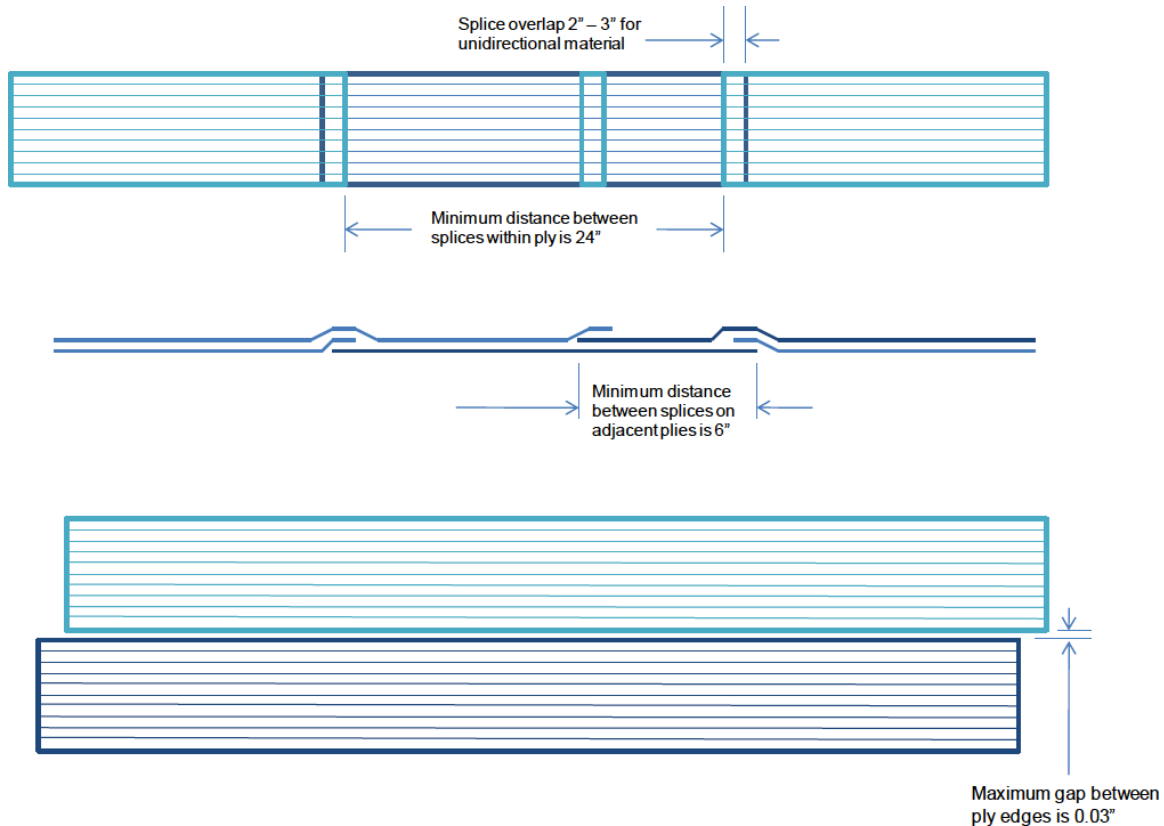 Splice overlap 2” – 3” for
unidirectional material
Minimum distance between
splices within ply is 24”
Minimum distance
between splices on
adjacent plies is 6”
Maximum gap between
ply edges is 0.03”